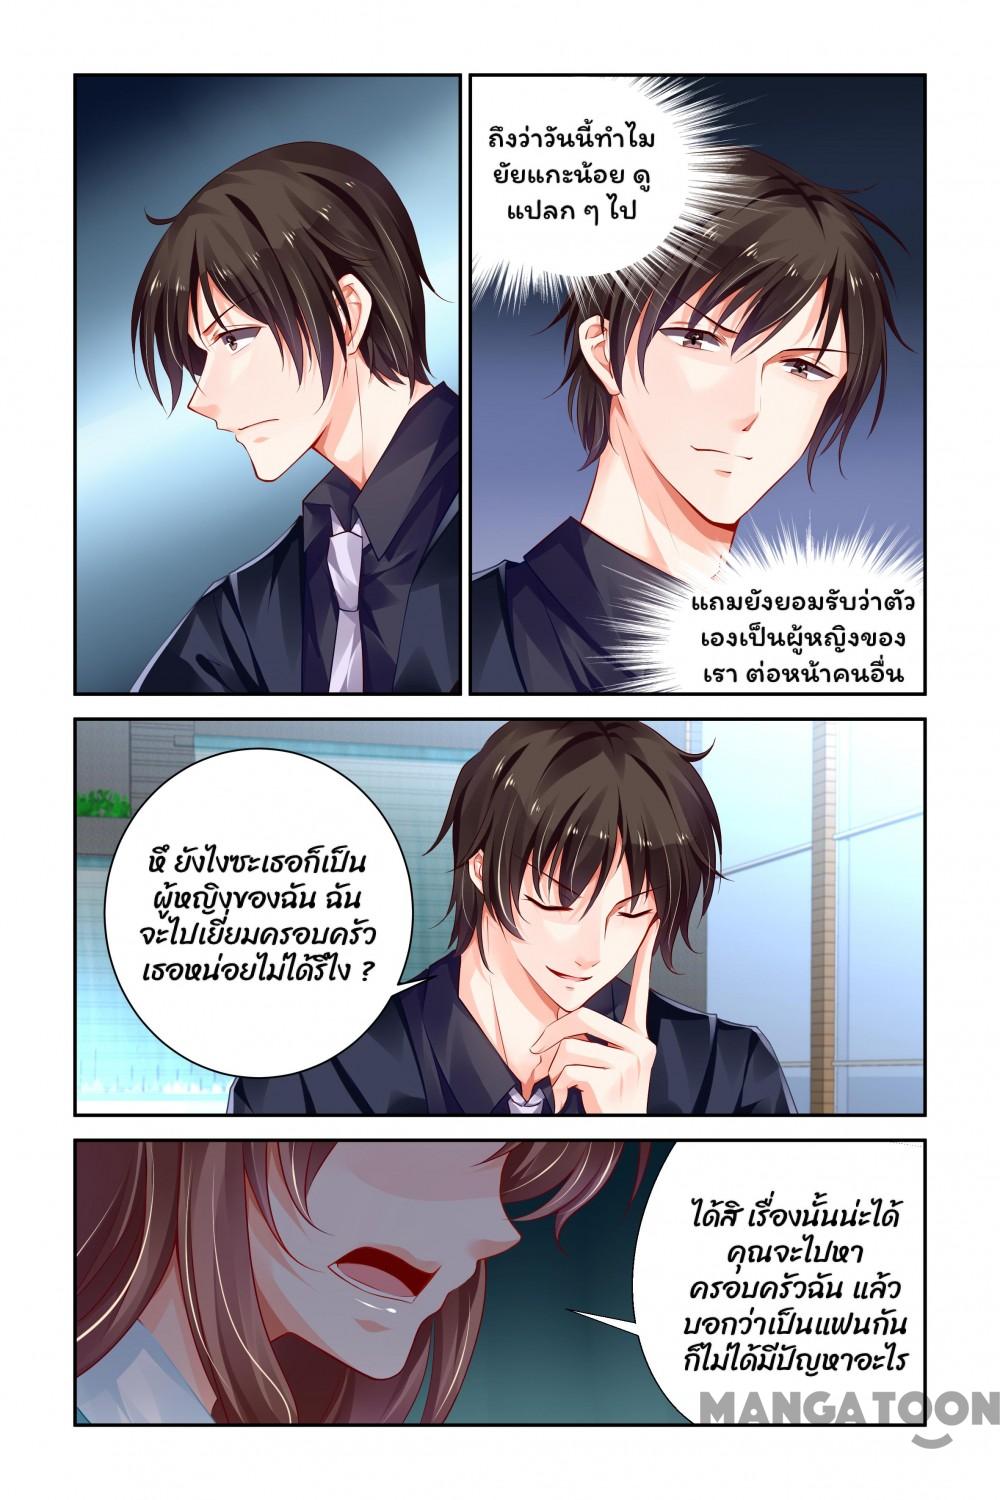 ถึงว่าวันนี้ทำไม
ยัยแกะน้อย ดู
แปลก ๆ ไป
แถมยังยอมรับว่าตัว
เองเป็นผู้หญิงของ
เรา ต่อหน้าคนอื่น
หึ ยังไงซะเธอก็เป็น
ผู้หญิงของฉัน ฉัน
จะไปเยี่ยมครอบครัว
เธอหน่อยไม่ได้รึไง ?
ได้สิ เรื่องนั้นน่ะได้
คุณจะไปหา
ครอบครัวฉัน แล้ว
บอกว่าเป็นแฟนกัน
ก็ไม่ได้มีปัญหาอะไร
MANGATOON